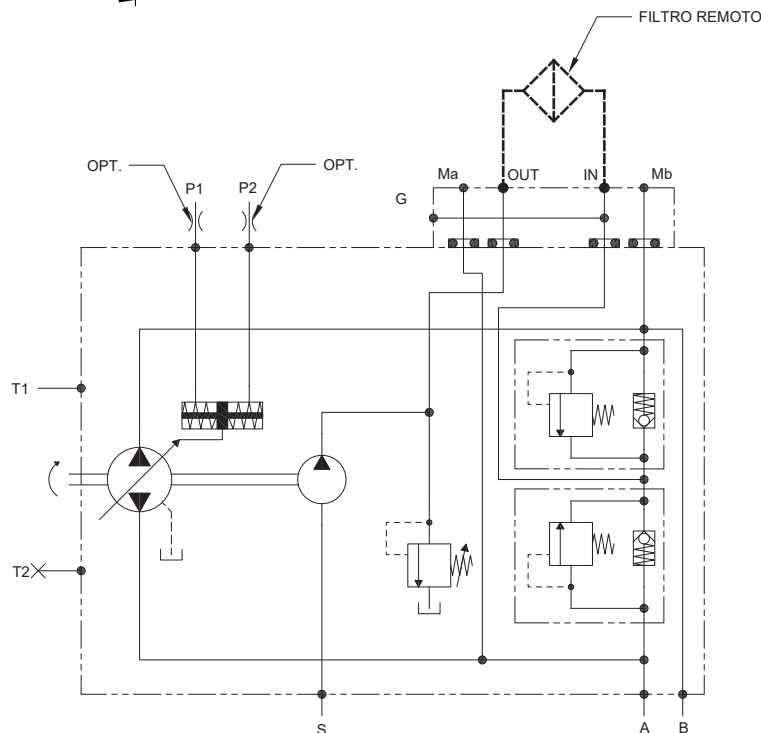 FILTRO REMOTO
OPT.
OPT.
P1
P2
Ma
OUT
IN
Mb
G
T1
T2
S
A
B